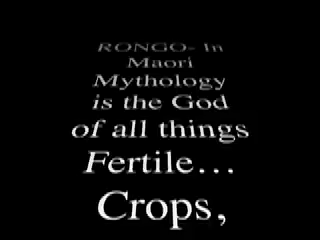 RONGO- In
Maori
Mythology
is the God
of all things
Fertile…
Crops,